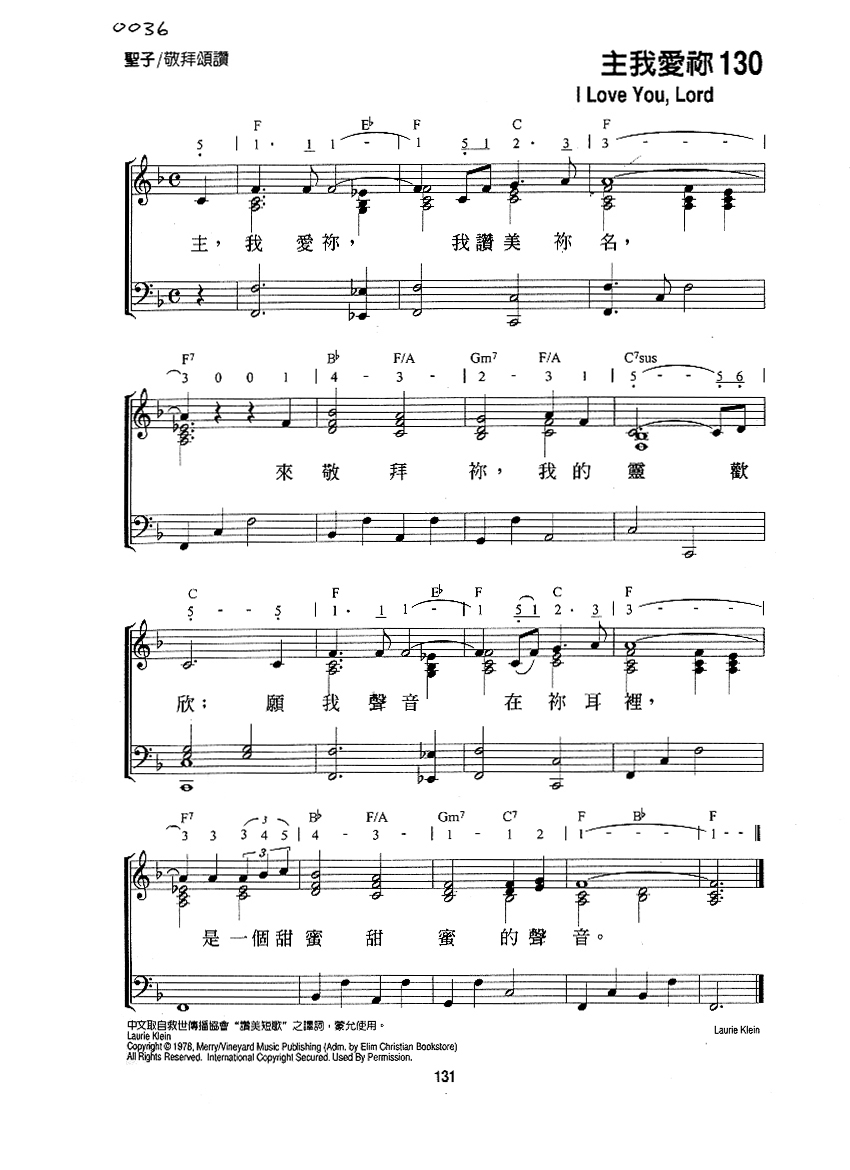 0036
聖子/敬拜頌讚
主我愛祢 130
I Love You, Lord
F E♭ F C F
5 | 1 · 1 1 - | 1 5 1 2 · 3 | 3 - - - |
主，我愛祢，我讚美祢名，
F7 B♭ F/A Gm7 F/A C7sus
3 0 0 1 | 4 - 3 - | 2 - 3 1 | 5 - - 5 6 |
來敬拜祢，我的靈歡
C F E♭ F C F
5 - - 5 | 1 · 1 1 - | 1 5 1 2 · 3 | 3 - - - |
欣；願我聲音在祢耳裡，
F7 B♭ F/A Gm7 C7 F B♭ F
3 3 3 4 5 | 4 - 3 - | 1 - 1 2 | 1 - - - | 1 - - ||
3
是一個甜蜜甜蜜的聲音。
中文取自救世傳播協會“讚美短歌”之譯詞，蒙允使用。
Laurie Klein
Laurie Klein
Copyright © 1978, Merry/Vineyard Music Publishing (Adm. by Elim Christian Bookstore)
All Rights Reserved. International Copyright Secured. Used By Permission.
131